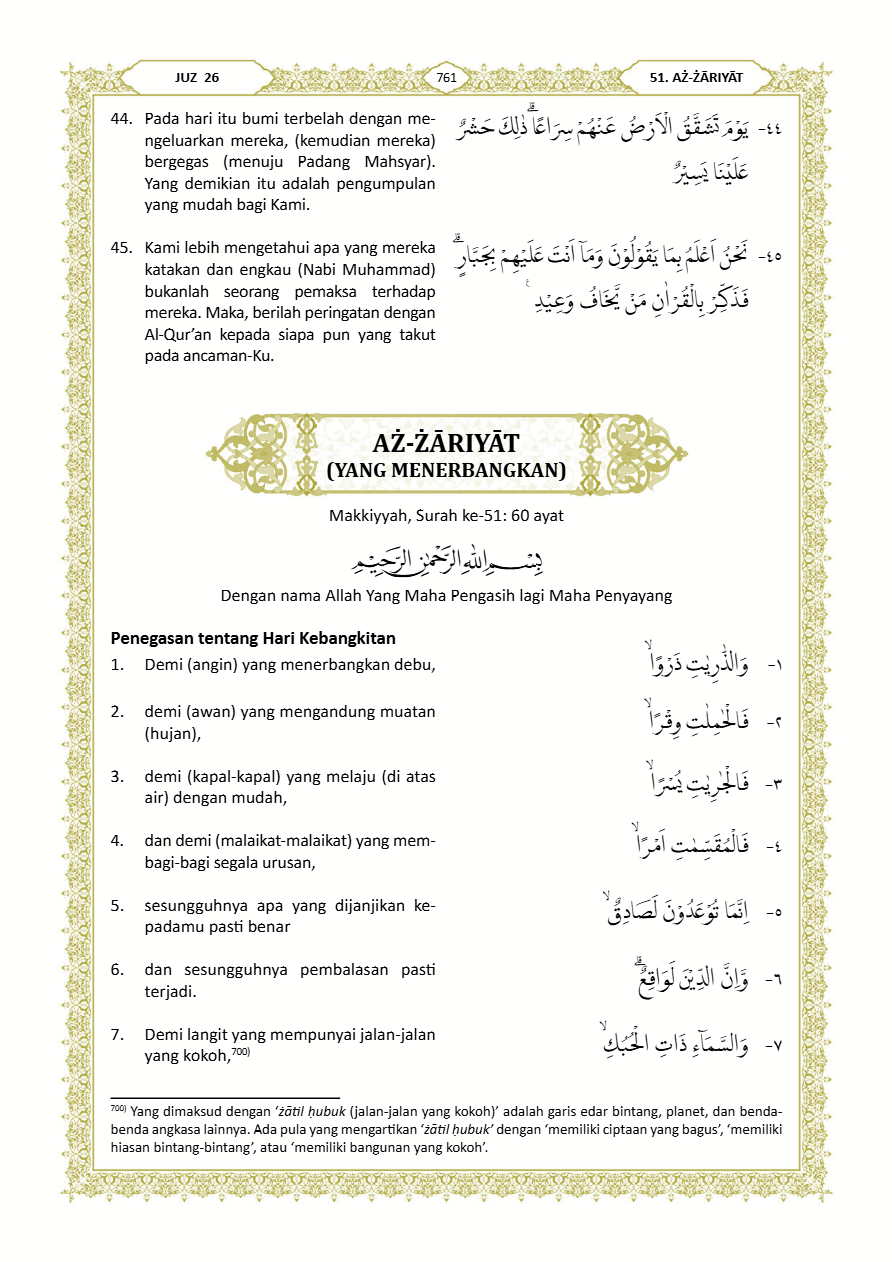 JUZ 26
761
51. AŻ-ŻĀRIYĀT
44. Pada hari itu bumi terbelah dengan me-
ngeluarkan mereka, (kemudian mereka)
bergegas (menuju Padang Mahsyar).
Yang demikian itu adalah pengumpulan
yang mudah bagi Kami.
٤٤- يَوْمَ تَشَقَّقُ الْاَرْضُ عَنْهُمْ سِرَاعًاۗ ذٰلِكَ حَشْرٌ
عَلَيْنَا يَسِيْرٌ
45. Kami lebih mengetahui apa yang mereka
katakan dan engkau (Nabi Muhammad)
bukanlah seorang pemaksa terhadap
mereka. Maka, berilah peringatan dengan
Al-Qur’an kepada siapa pun yang takut
pada ancaman-Ku.
٤٥- نَحْنُ اَعْلَمُ بِمَا يَقُوْلُوْنَ وَمَآ اَنْتَ عَلَيْهِمْ بِجَبَّارٍۗ
فَذَكِّرْ بِالْقُرْاٰنِ مَنْ يَّخَافُ وَعِيْدِ ࣖ
AŻ-ŻĀRIYĀT
(YANG MENERBANGKAN)
Makkiyyah, Surah ke-51: 60 ayat
بِسْمِ اللّٰهِ الرَّحْمٰنِ الرَّحِيْمِ
Dengan nama Allah Yang Maha Pengasih lagi Maha Penyayang
Penegasan tentang Hari Kebangkitan
1. Demi (angin) yang menerbangkan debu,
١- وَالذّٰرِيٰتِ ذَرْوًاۙ
2. demi (awan) yang mengandung muatan
(hujan),
٢- فَالْحٰمِلٰتِ وِقْرًاۙ
3. demi (kapal-kapal) yang melaju (di atas
air) dengan mudah,
٣- فَالْجٰرِيٰتِ يُسْرًاۙ
4. dan demi (malaikat-malaikat) yang mem-
bagi-bagi segala urusan,
٤- فَالْمُقَسِّمٰتِ اَمْرًاۙ
5. sesungguhnya apa yang dijanjikan ke-
padamu pasti benar
٥- اِنَّمَا تُوْعَدُوْنَ لَصَادِقٌۙ
6. dan sesungguhnya pembalasan pasti
terjadi.
٦- وَّاِنَّ الدِّيْنَ لَوَاقِعٌۗ
7. Demi langit yang mempunyai jalan-jalan
yang kokoh,700)
٧- وَالسَّمَآءِ ذَاتِ الْحُبُكِۙ
700) Yang dimaksud dengan ‘żātil ḥubuk (jalan-jalan yang kokoh)’ adalah garis edar bintang, planet, dan benda-
benda angkasa lainnya. Ada pula yang mengartikan ‘żātil ḥubuk’ dengan ‘memiliki ciptaan yang bagus’, ‘memiliki
hiasan bintang-bintang’, atau ‘memiliki bangunan yang kokoh’.